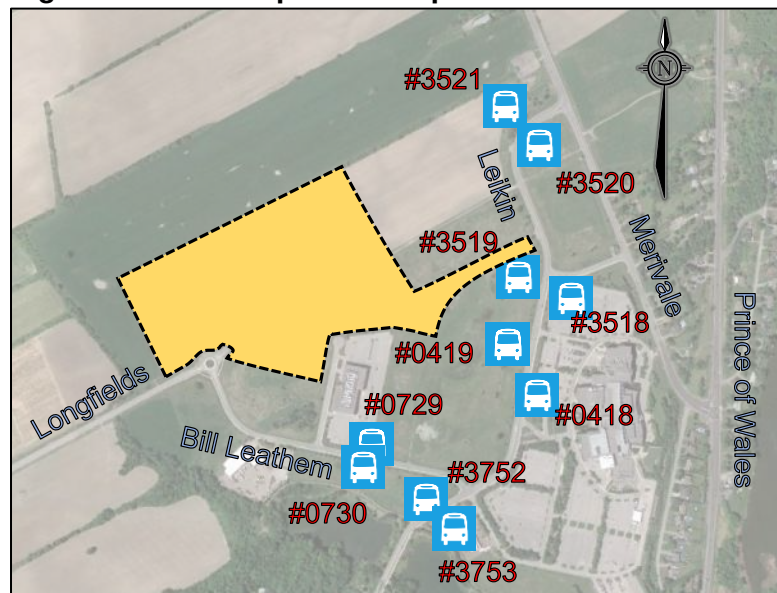 #3521
N
#3520
Leikin
#3519
Merivale
#3518
#0419
Prince of Wales
Longfields
#0729
#0418
Bill Leathem
#3752
#0730
#3753